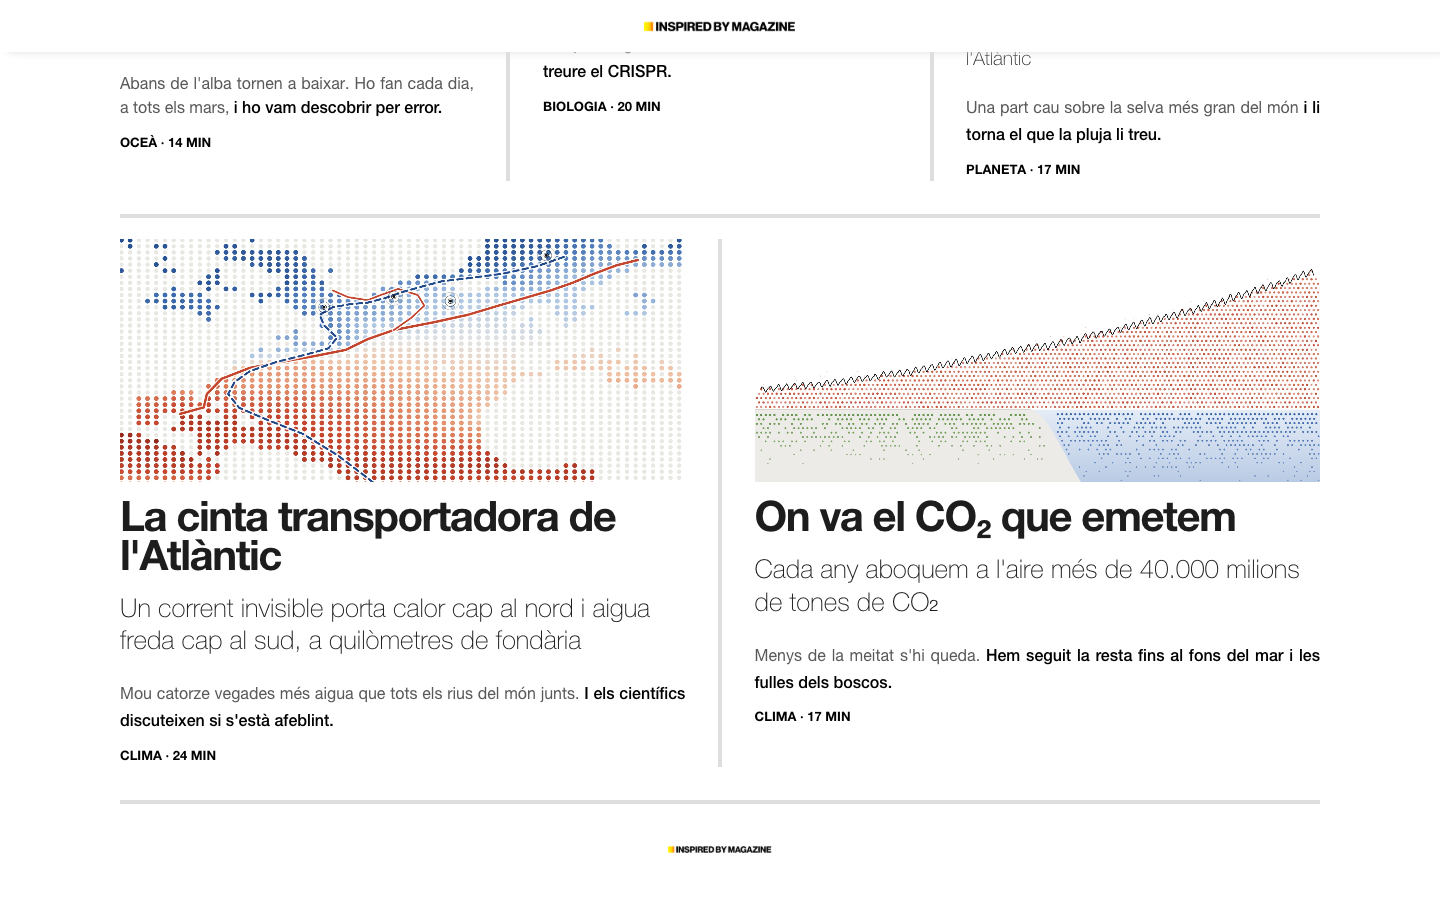 INSPIRED BY MAGAZINE
Abans de l'alba tornen a baixar. Ho fan cada dia,
a tots els mars, i ho vam descobrir per error.
OCEÀ · 14 MIN
treure el CRISPR.
BIOLOGIA · 20 MIN
l'Atlàntic
Una part cau sobre la selva més gran del món i li
torna el que la pluja li treu.
PLANETA · 17 MIN
La cinta transportadora de
l'Atlàntic
Un corrent invisible porta calor cap al nord i aigua
freda cap al sud, a quilòmetres de fondària
Mou catorze vegades més aigua que tots els rius del món junts. I els científics
discuteixen si s'està afeblint.
CLIMA · 24 MIN
On va el CO₂ que emetem
Cada any aboquem a l'aire més de 40.000 milions
de tones de CO₂
Menys de la meitat s'hi queda. Hem seguit la resta fins al fons del mar i les
fulles dels boscos.
CLIMA · 17 MIN
INSPIRED BY MAGAZINE